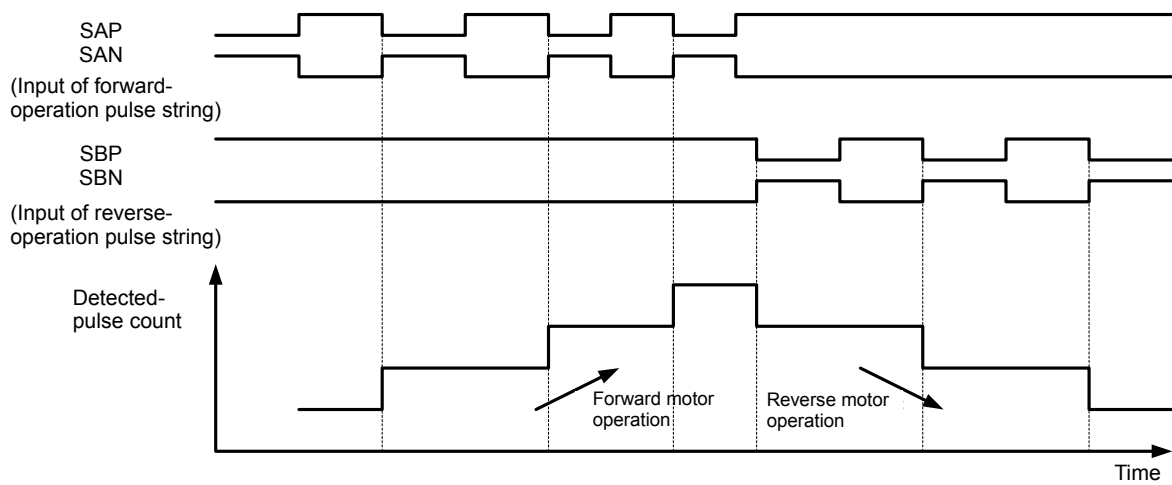 SAP
SAN
(Input of forward-
operation pulse string)
SBP
SBN
(Input of reverse-
operation pulse string)
Detected-
pulse count
Forward motor
operation
Reverse motor
operation
Time